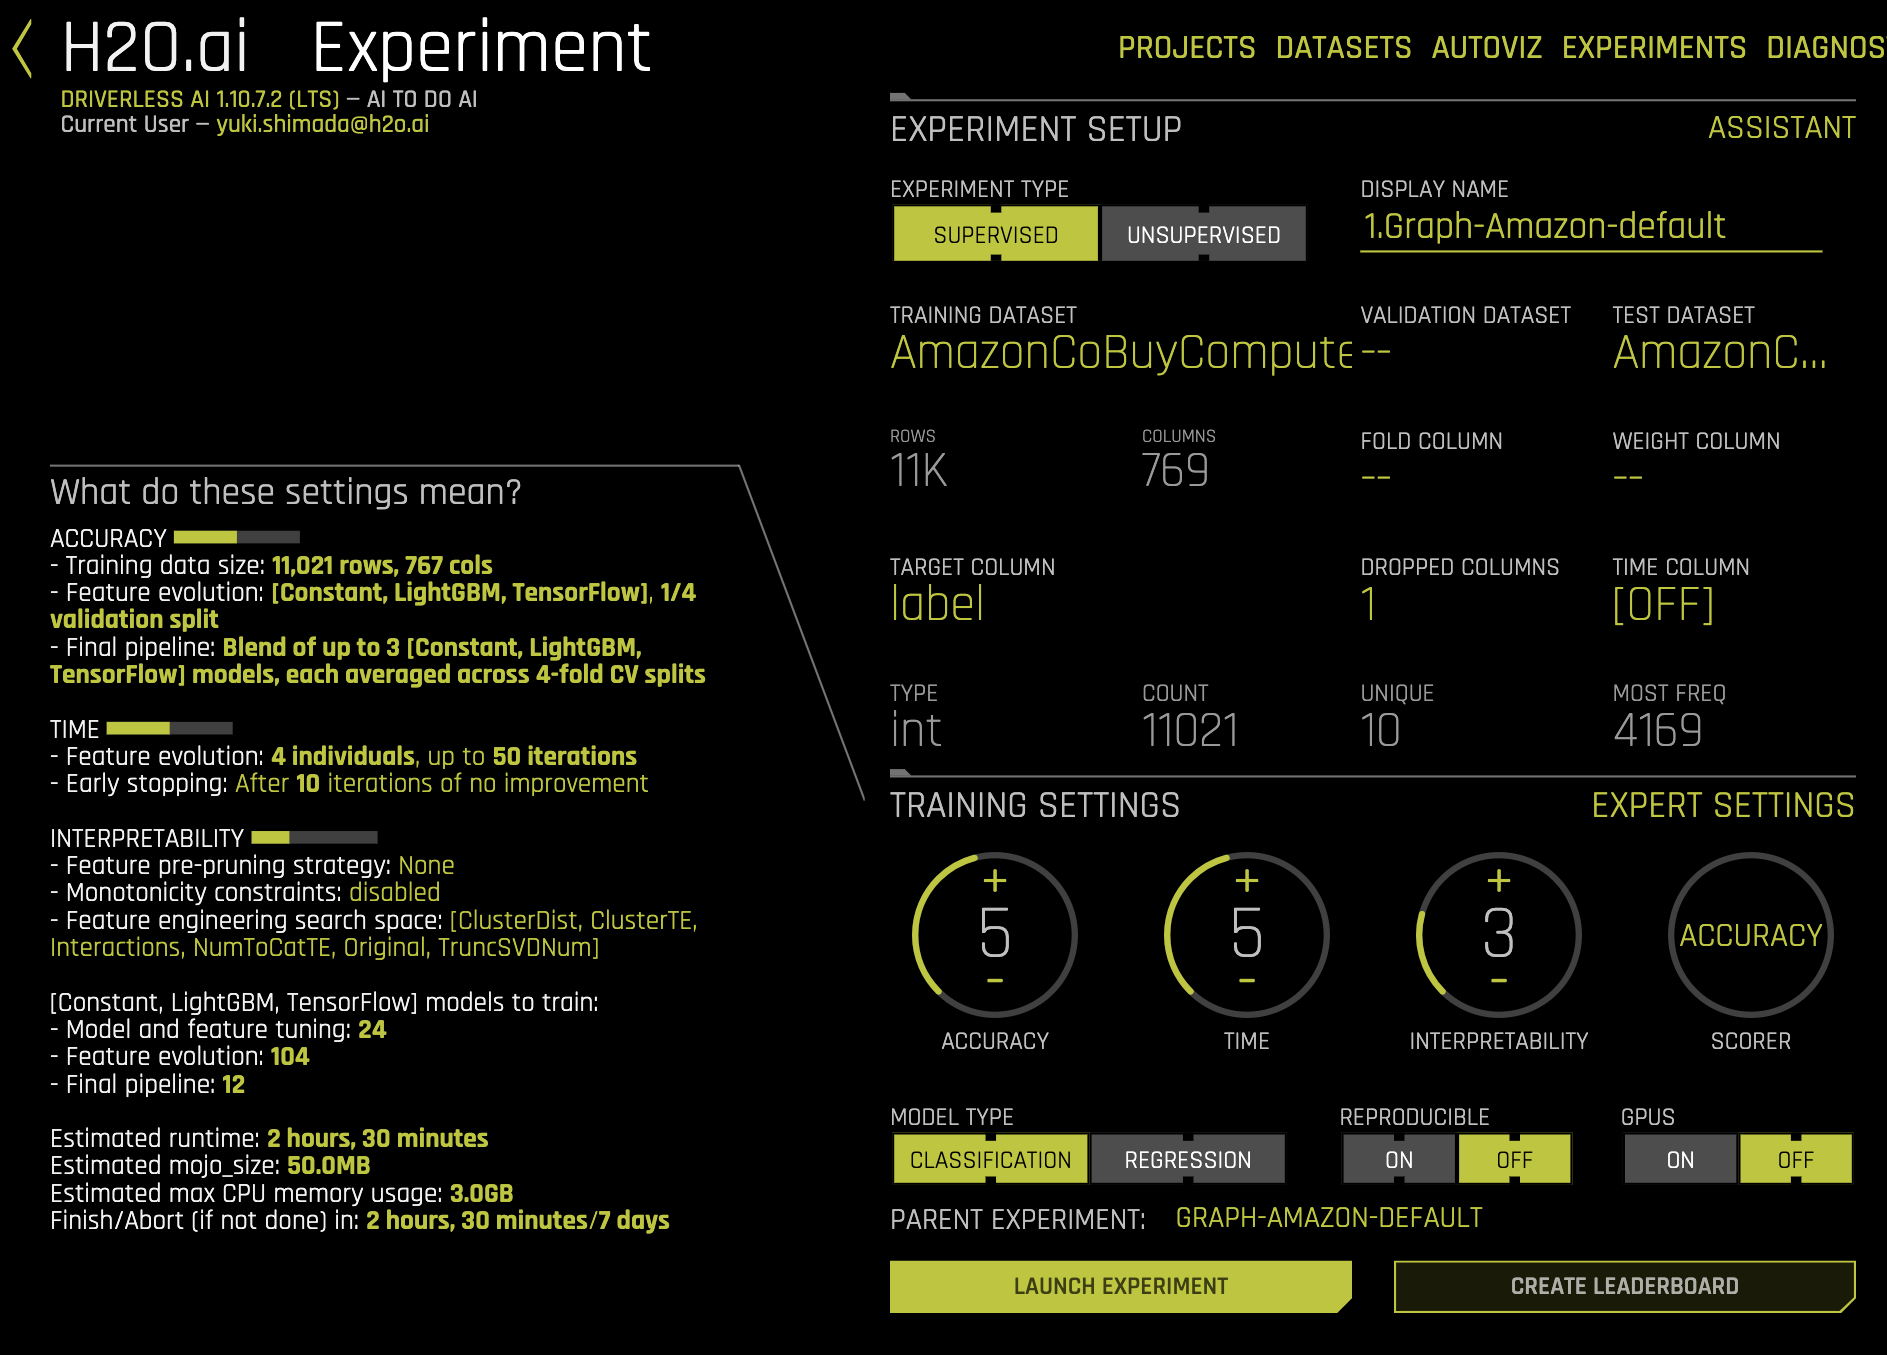 H2O.ai Experiment
DRIVERLESS AI 1.10.7.2 (LTS) – AI TO DO AI
Current User – yuki.shimada@h2o.ai
PROJECTS DATASETS AUTOVIZ EXPERIMENTS DIAGNOS
What do these settings mean?
ACCURACY
- Training data size: 11,021 rows, 767 cols
- Feature evolution: [Constant, LightGBM, TensorFlow], 1/4
validation split
- Final pipeline: Blend of up to 3 [Constant, LightGBM,
TensorFlow] models, each averaged across 4-fold CV splits
TIME
- Feature evolution: 4 individuals, up to 50 iterations
- Early stopping: After 10 iterations of no improvement
INTERPRETABILITY
- Feature pre-pruning strategy: None
- Monotonicity constraints: disabled
- Feature engineering search space: [ClusterDist, ClusterTE,
Interactions, NumToCatTE, Original, TruncSVDNum]
[Constant, LightGBM, TensorFlow] models to train:
- Model and feature tuning: 24
- Feature evolution: 104
- Final pipeline: 12
Estimated runtime: 2 hours, 30 minutes
Estimated mojo_size: 50.0MB
Estimated max CPU memory usage: 3.0GB
Finish/Abort (if not done) in: 2 hours, 30 minutes/7 days
EXPERIMENT SETUP ASSISTANT
EXPERIMENT TYPE DISPLAY NAME
SUPERVISED UNSUPERVISED 1.Graph-Amazon-default
TRAINING DATASET VALIDATION DATASET TEST DATASET
AmazonCoBuyCompute -- AmazonC...
ROWS COLUMNS FOLD COLUMN WEIGHT COLUMN
11K 769 -- --
TARGET COLUMN DROPPED COLUMNS TIME COLUMN
label 1 [OFF]
TYPE COUNT UNIQUE MOST FREQ
int 11021 10 4169
TRAINING SETTINGS EXPERT SETTINGS
+ + +
5 5 3 ACCURACY
- - -
ACCURACY TIME INTERPRETABILITY SCORER
MODEL TYPE REPRODUCIBLE GPUS
CLASSIFICATION REGRESSION ON OFF ON OFF
PARENT EXPERIMENT: GRAPH-AMAZON-DEFAULT
LAUNCH EXPERIMENT CREATE LEADERBOARD